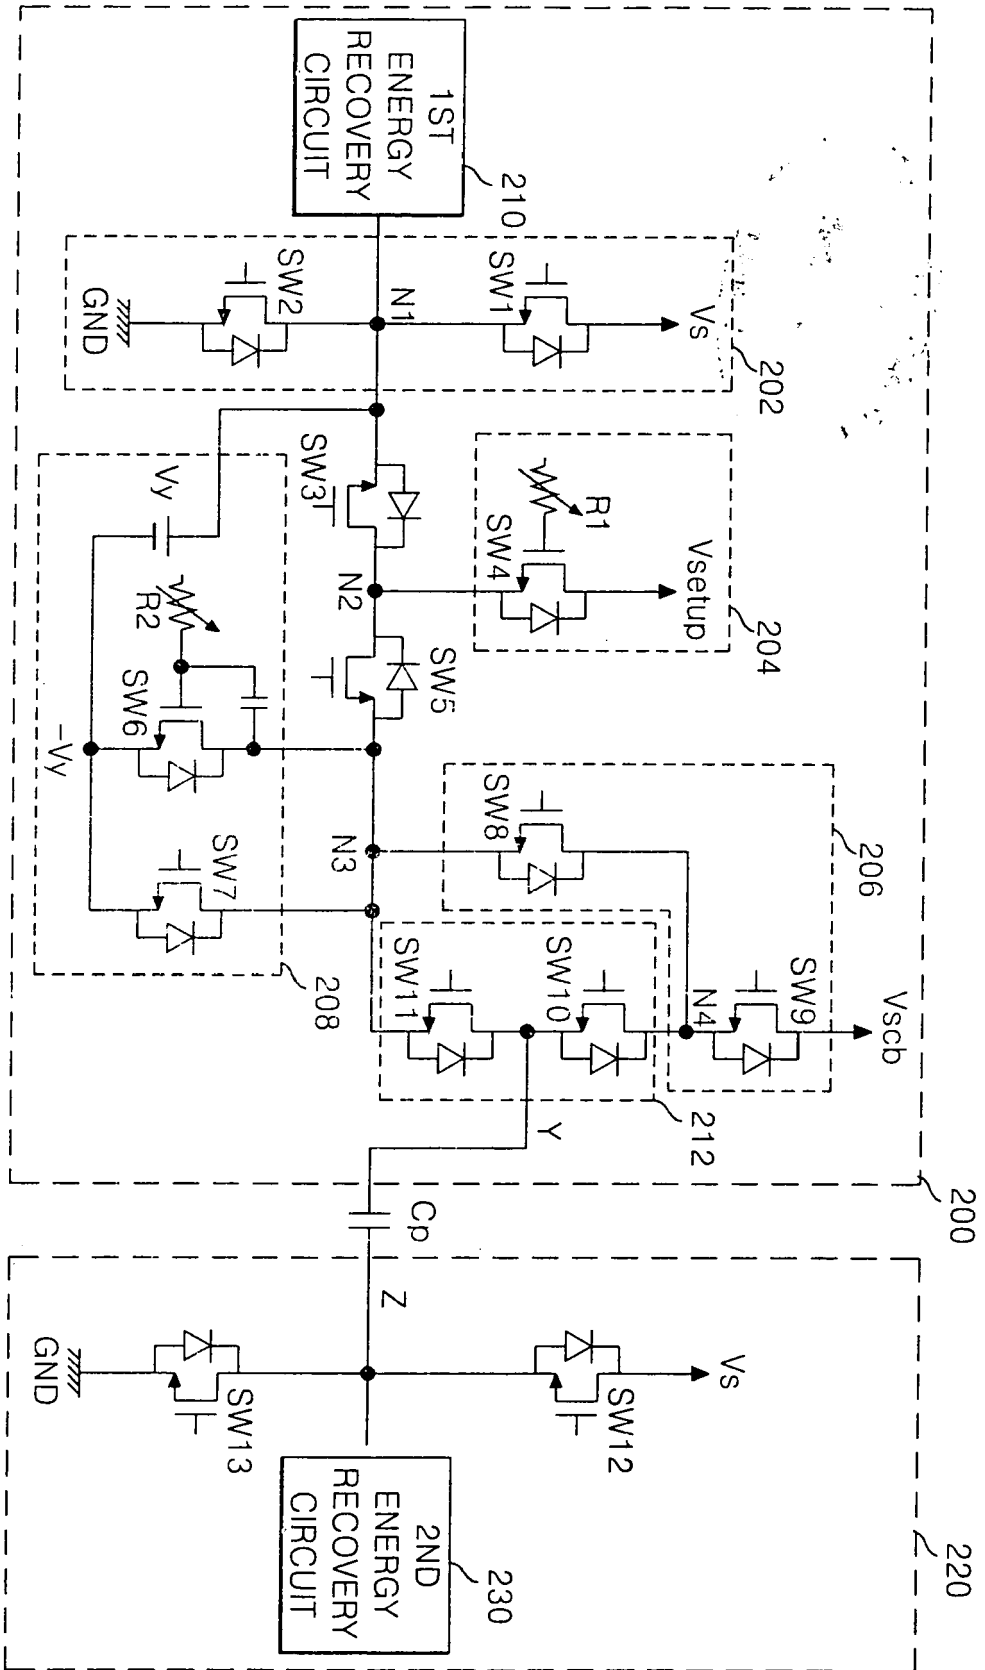 1ST
ENERGY
RECOVERY
CIRCUIT
210
SW1
Vs
202
N1
SW2
GND
SW3
N2
R1
SW4
Vsetup
204
SW5
Vy
R2
SW6
-Vy
SW7
208
N3
SW8
206
SW9
Vscb
N4
SW10
SW11
212
Y
200
Cp
Z
Vs
SW12
SW13
GND
220
2ND
ENERGY
RECOVERY
CIRCUIT
230